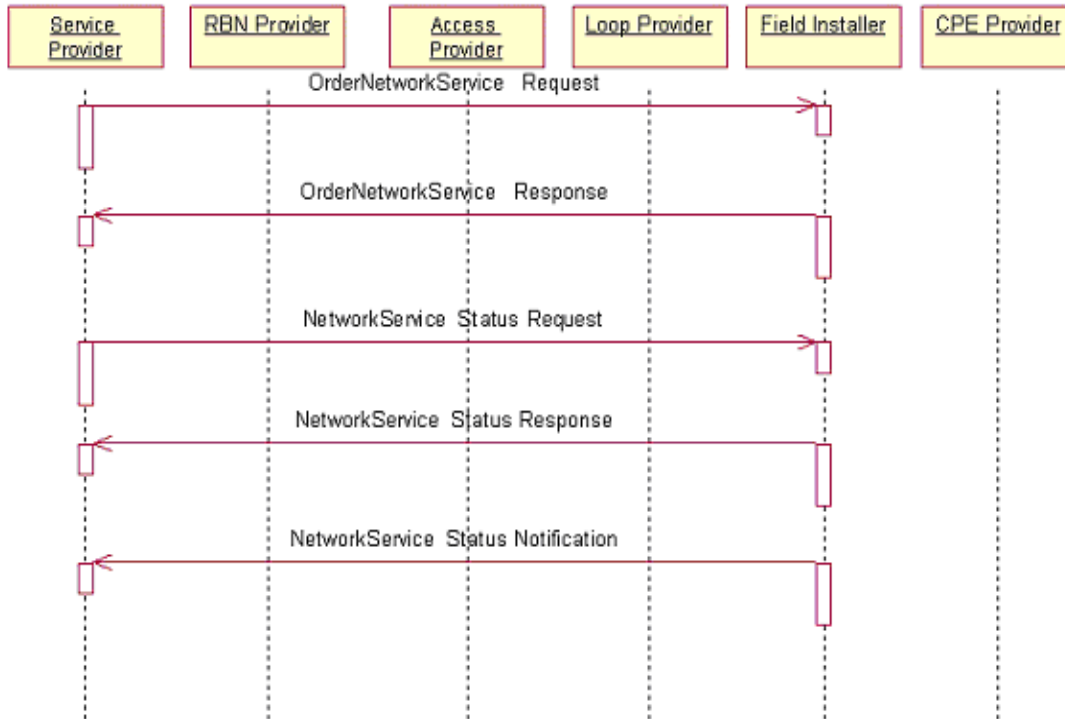 Service
Provider
RBN Provider
Access
Provider
Loop Provider
Field Installer
CPE Provider
OrderNetworkService Request
OrderNetworkService Response
NetworkService Status Request
NetworkService Status Response
NetworkService Status Notification